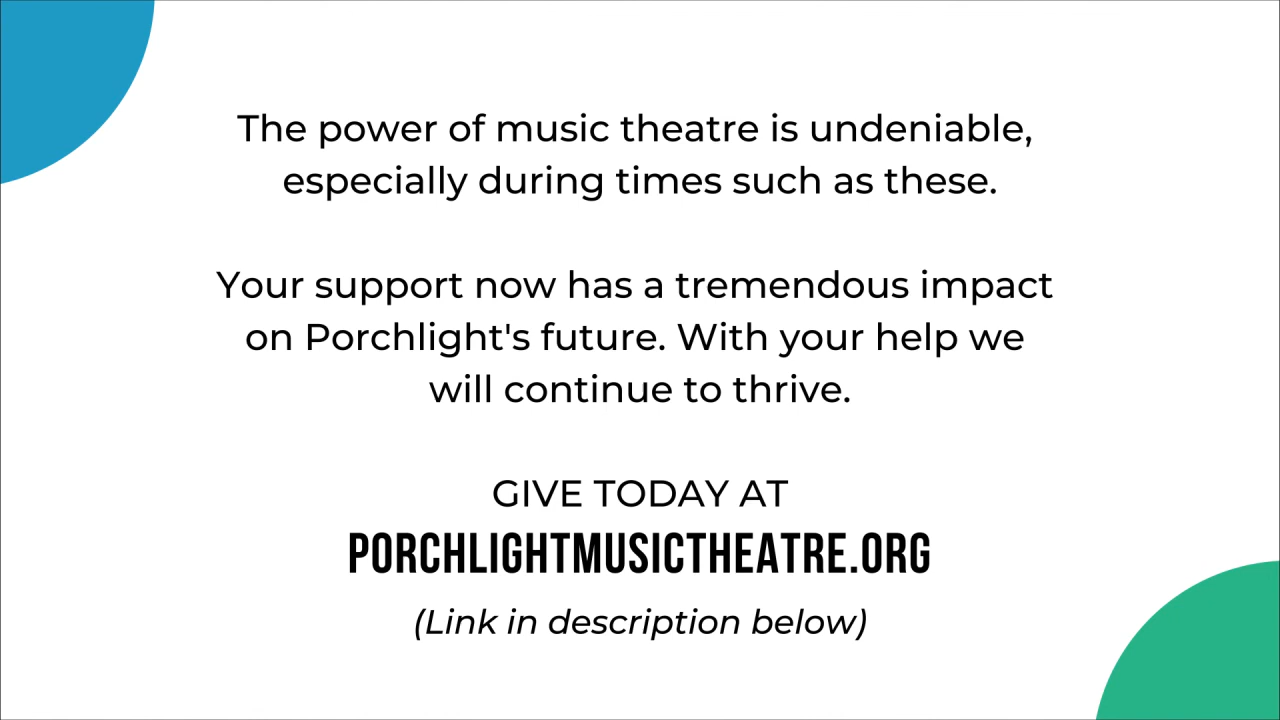 The power of music theatre is undeniable,
especially during times such as these.
Your support now has a tremendous impact
on Porchlight's future. With your help we
will continue to thrive.
GIVE TODAY AT
PORCHLIGHTMUSICTHEATRE.ORG
(Link in description below)